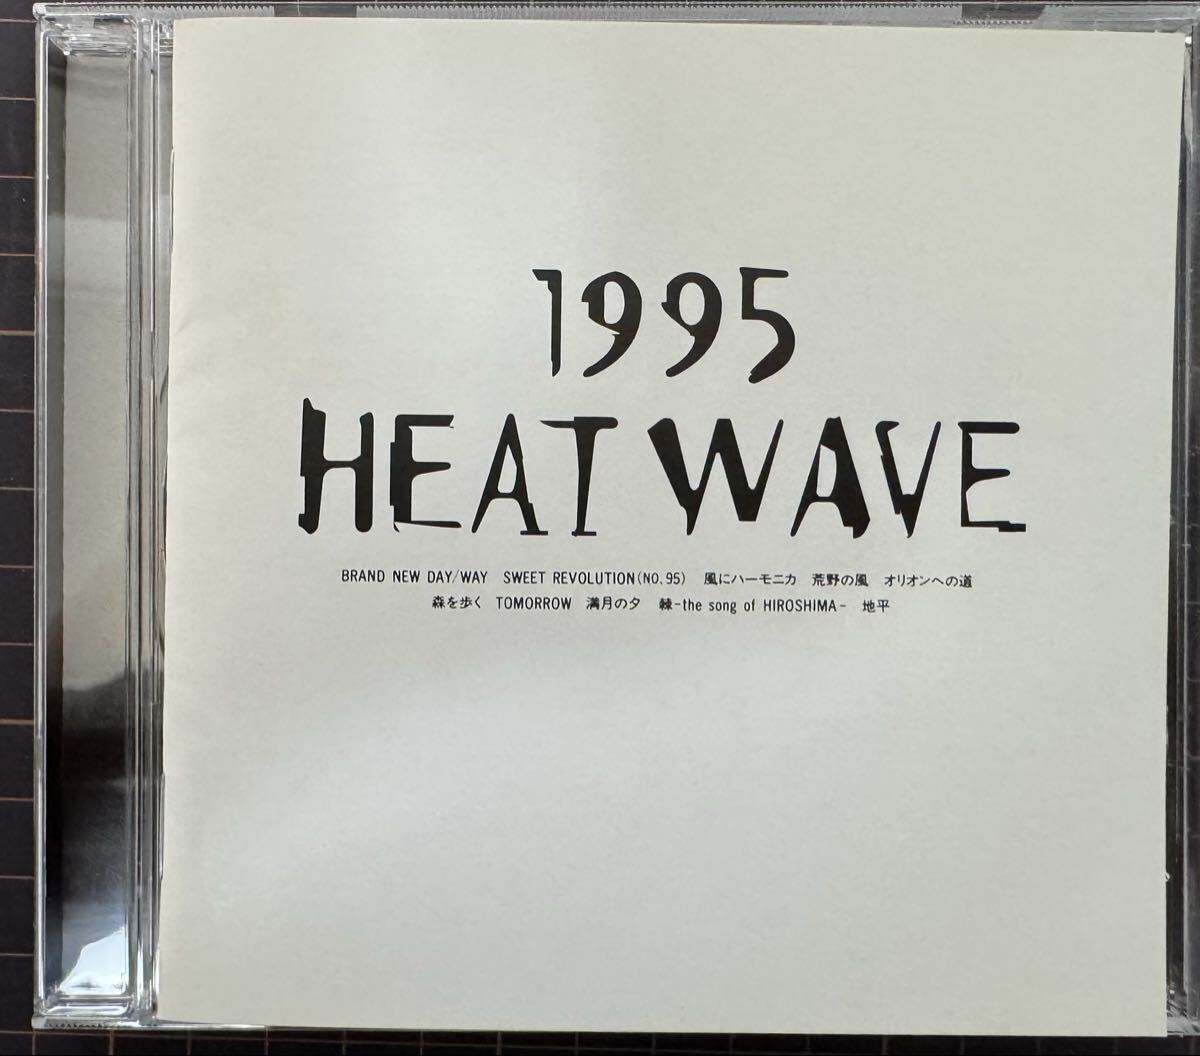 1995
HEAT WAVE
BRAND NEW DAY/WAY SWEET REVOLUTION(NO.95) 風にハーモニカ 荒野の風 オリオンへの道
森を歩く TOMORROW 満月の夕 棘-the song of HIROSHIMA- 地平